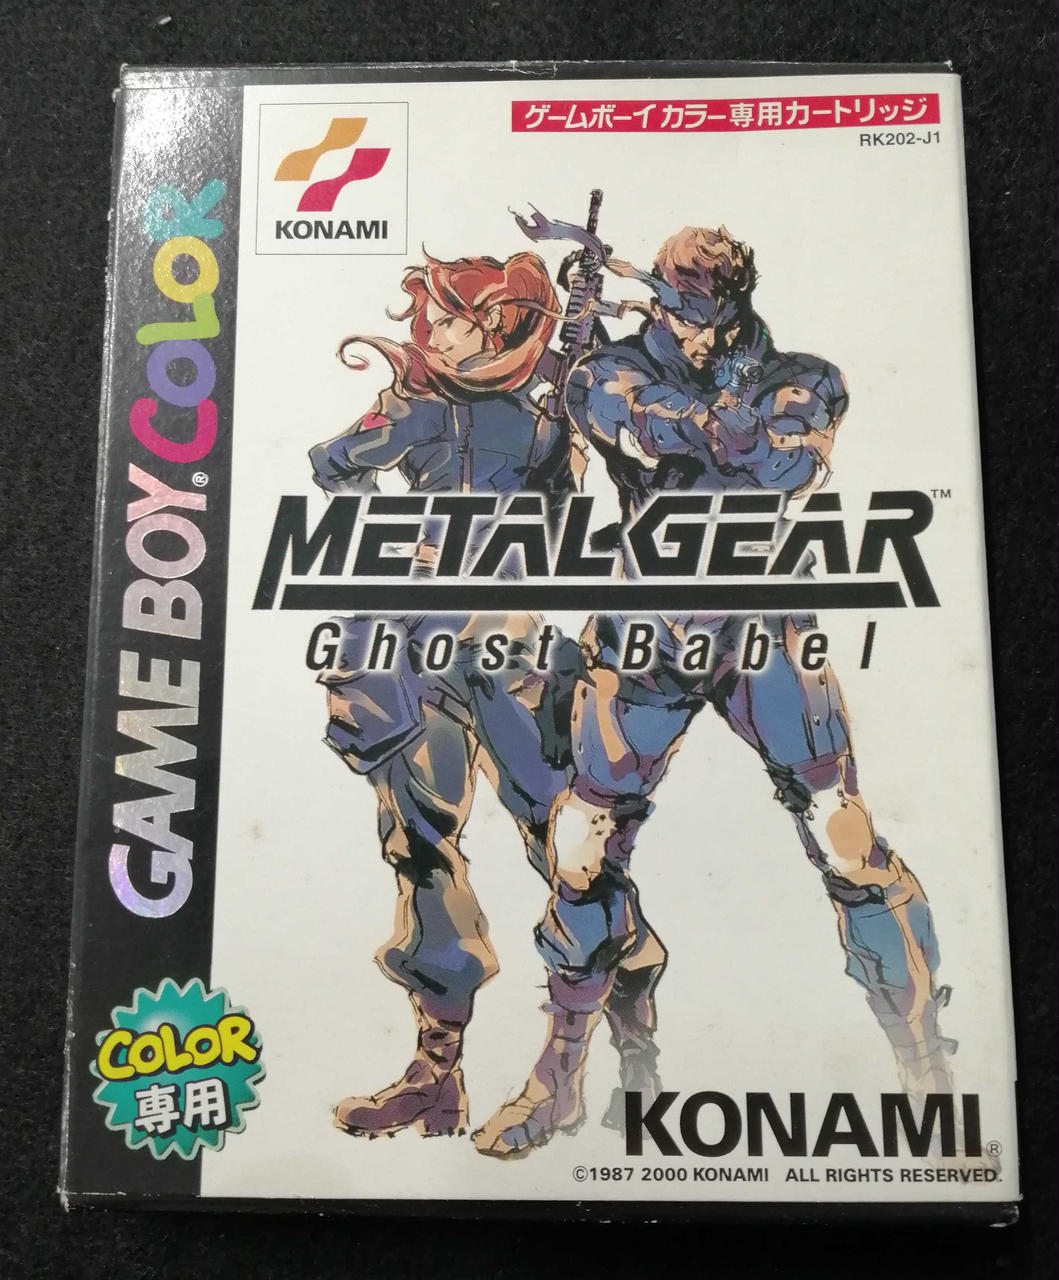 GAME BOY® COLOR
KONAMI
ゲームボーイカラー専用カートリッジ
RK202-J1
METAL GEAR™
Ghost Babel
COLOR
専用
KONAMI®
©1987 2000 KONAMI ALL RIGHTS RESERVED.